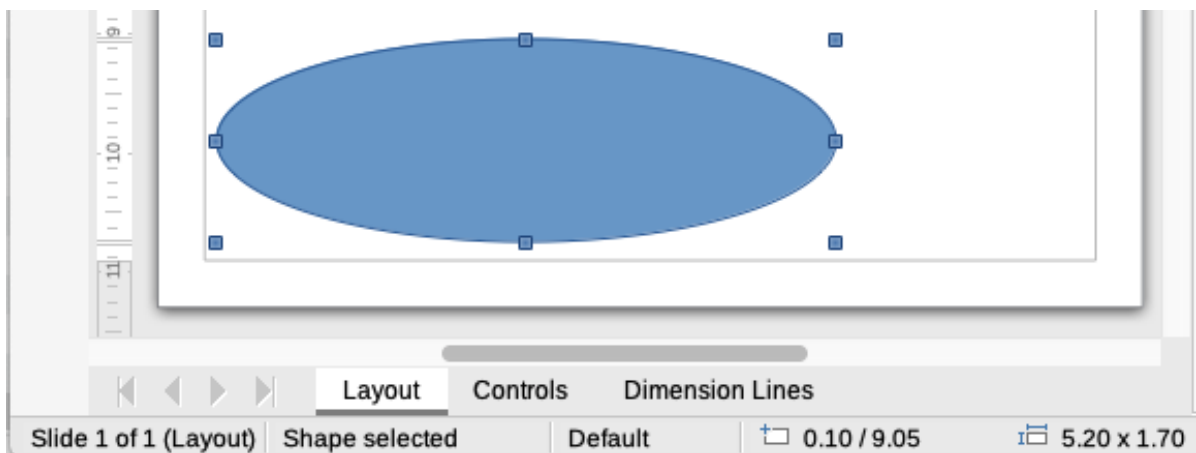 9
10
11
Layout Controls Dimension Lines
Slide 1 of 1 (Layout) Shape selected Default 0.10 / 9.05 5.20 x 1.70